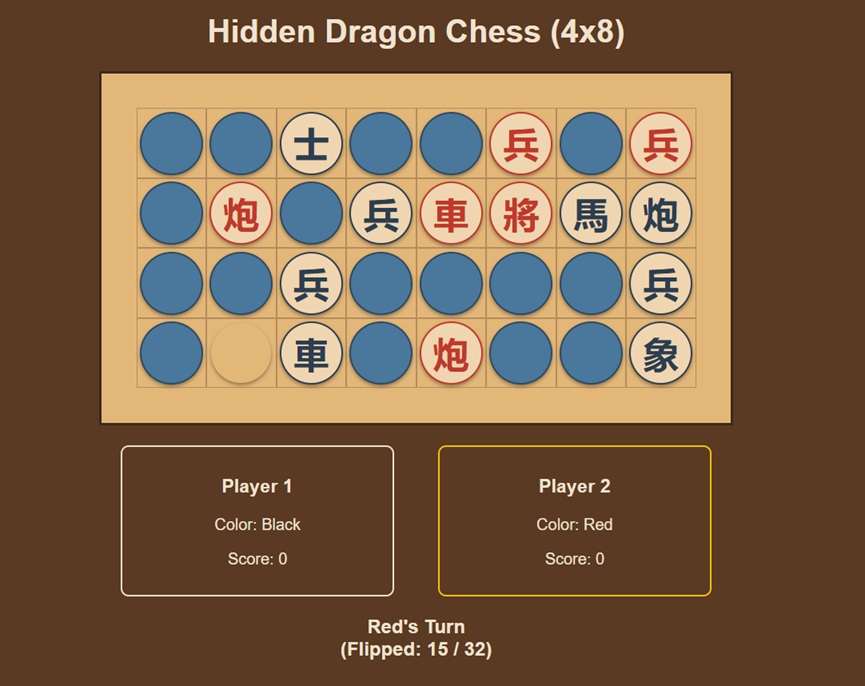 Hidden Dragon Chess (4x8)
士 兵 兵
炮 兵 車 將 馬 炮
兵 兵
車 炮 象
Player 1
Color: Black
Score: 0
Player 2
Color: Red
Score: 0
Red's Turn
(Flipped: 15 / 32)